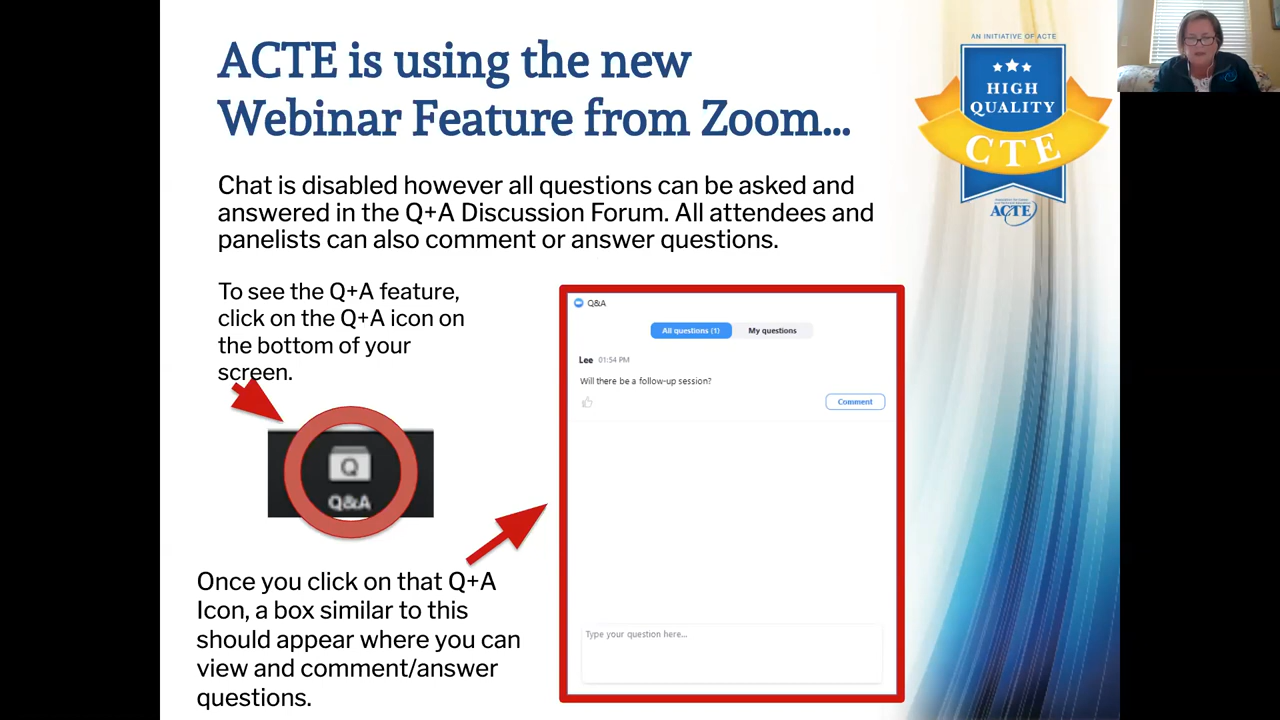 ACTE is using the new
Webinar Feature from Zoom...
AN INITIATIVE OF ACTE
HIGH
QUALITY
CTE
ACTE
Chat is disabled however all questions can be asked and
answered in the Q+A Discussion Forum. All attendees and
panelists can also comment or answer questions.
To see the Q+A feature,
click on the Q+A icon on
the bottom of your
screen.
Q
Q&A
Once you click on that Q+A
Icon, a box similar to this
should appear where you can
view and comment/answer
questions.
Q&A
All questions (1) My questions
Lee 01:54 PM
Will there be a follow-up session?
Comment
Type your question here...